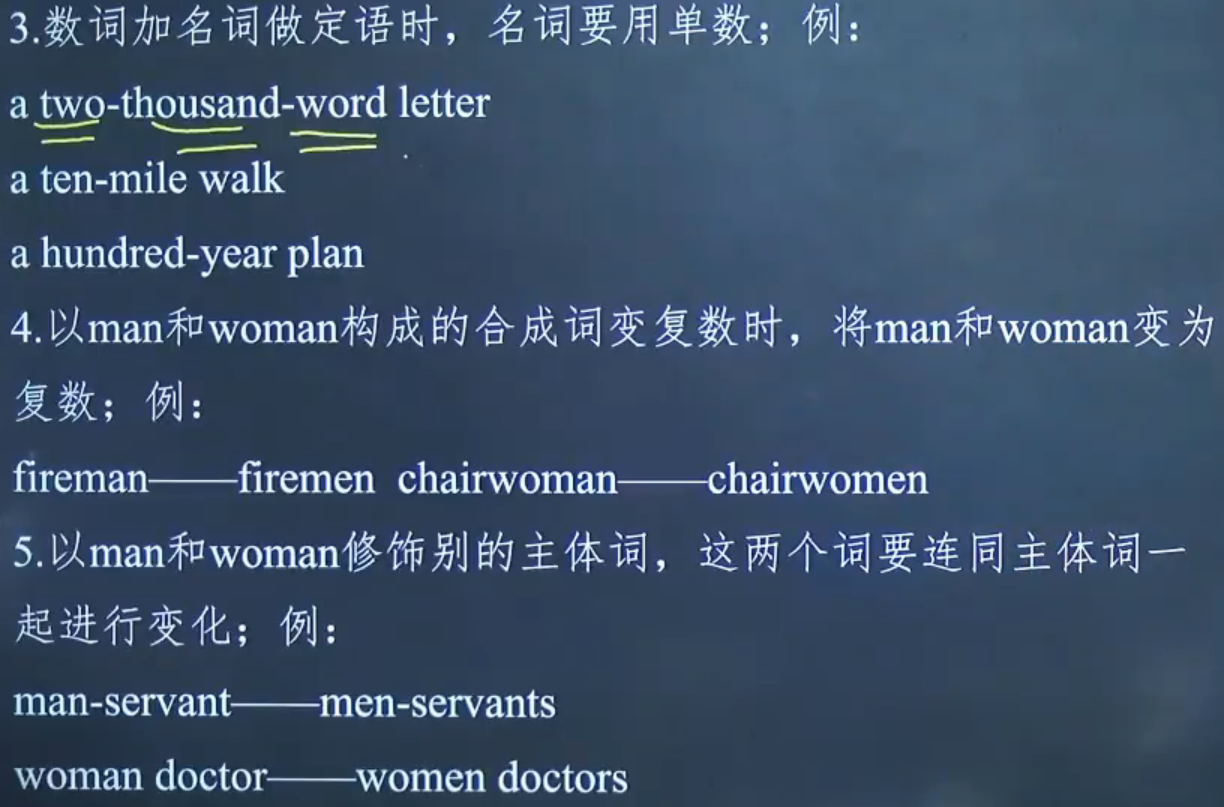 3.数词加名词做定语时，名词要用单数；例：
a two-thousand-word letter
a ten-mile walk
a hundred-year plan
4.以man和woman构成的合成词变复数时，将man和woman变为
复数；例：
fireman——firemen  chairwoman——chairwomen
5.以man和woman修饰别的主体词，这两个词要连同主体词一
起进行变化；例：
man-servant——men-servants
woman doctor——women doctors